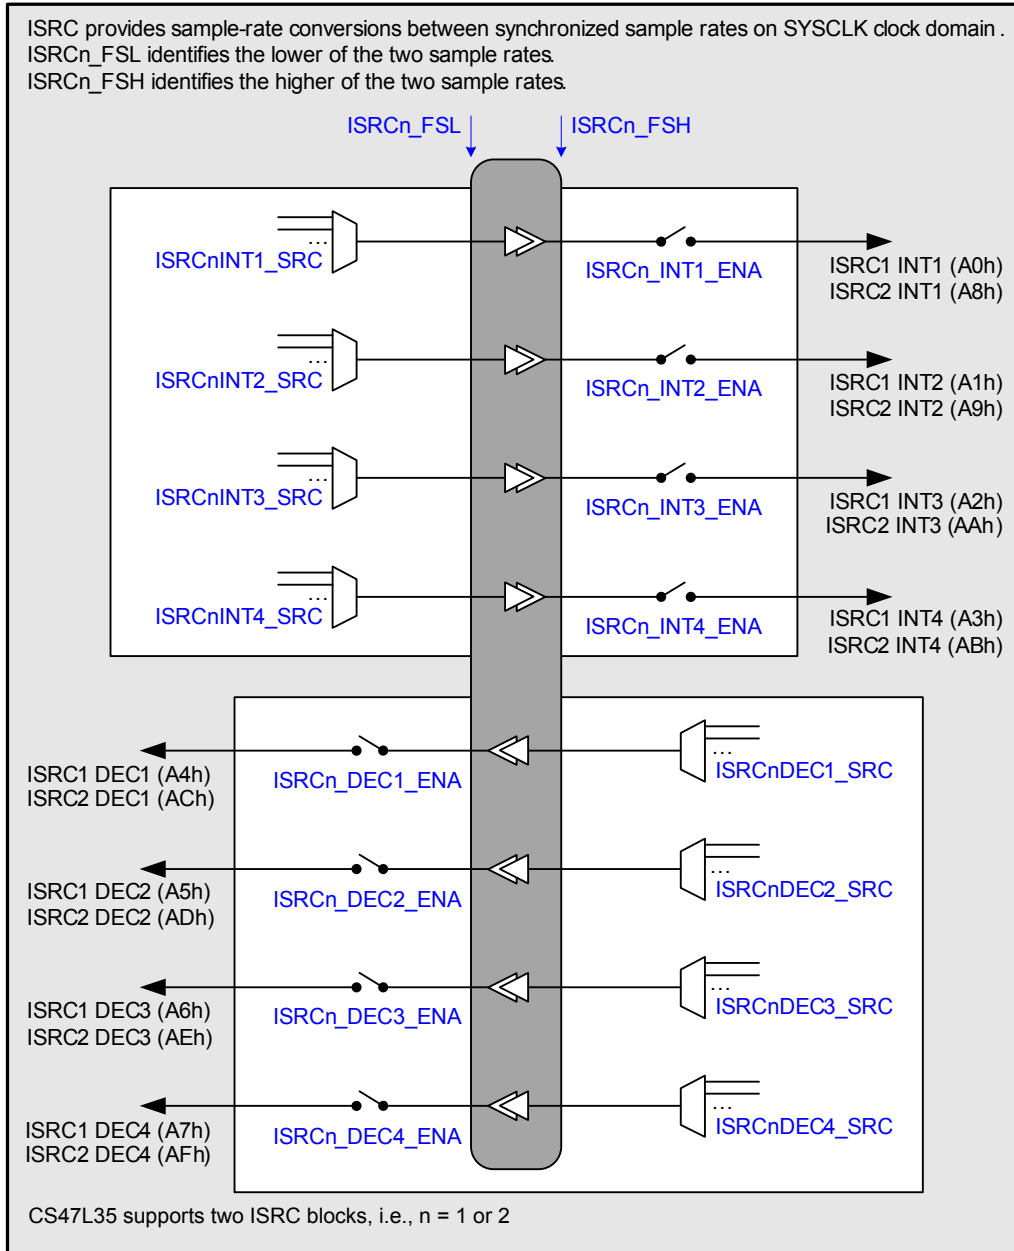 ISRC provides sample-rate conversions between synchronized sample rates on SYSCLK clock domain.
ISRCn_FSL identifies the lower of the two sample rates.
ISRCn_FSH identifies the higher of the two sample rates.
ISRCn_FSL ISRCn_FSH
...
ISRCnINT1_SRC ISRCn_INT1_ENA
ISRC1 INT1 (A0h)
ISRC2 INT1 (A8h)
...
ISRCnINT2_SRC ISRCn_INT2_ENA
ISRC1 INT2 (A1h)
ISRC2 INT2 (A9h)
...
ISRCnINT3_SRC ISRCn_INT3_ENA
ISRC1 INT3 (A2h)
ISRC2 INT3 (AAh)
...
ISRCnINT4_SRC ISRCn_INT4_ENA
ISRC1 INT4 (A3h)
ISRC2 INT4 (ABh)
...
ISRC1 DEC1 (A4h)
ISRC2 DEC1 (ACh)
ISRCn_DEC1_ENA ISRCnDEC1_SRC
...
ISRC1 DEC2 (A5h)
ISRC2 DEC2 (ADh)
ISRCn_DEC2_ENA ISRCnDEC2_SRC
...
ISRC1 DEC3 (A6h)
ISRC2 DEC3 (AEh)
ISRCn_DEC3_ENA ISRCnDEC3_SRC
...
ISRC1 DEC4 (A7h)
ISRC2 DEC4 (AFh)
ISRCn_DEC4_ENA ISRCnDEC4_SRC
CS47L35 supports two ISRC blocks, i.e., n = 1 or 2